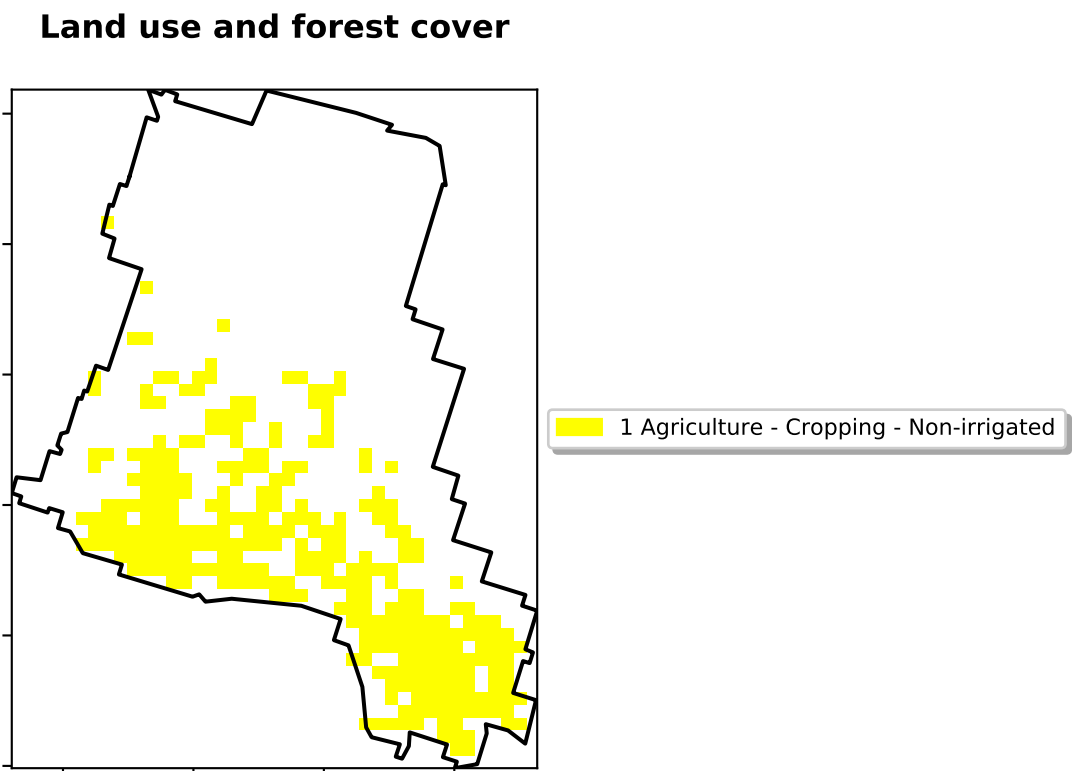 Land use and forest cover
1 Agriculture - Cropping - Non-irrigated